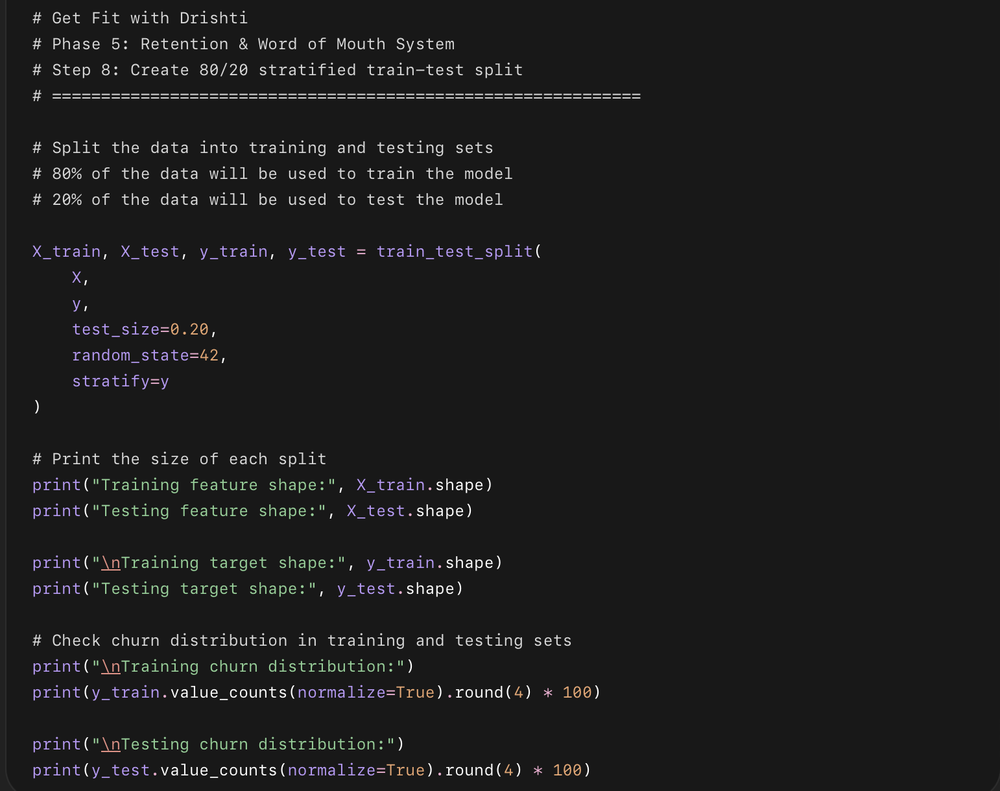 # Get Fit with Drishti
# Phase 5: Retention & Word of Mouth System
# Step 8: Create 80/20 stratified train-test split
# ============================================================
# Split the data into training and testing sets
# 80% of the data will be used to train the model
# 20% of the data will be used to test the model
X_train, X_test, y_train, y_test = train_test_split(
    X,
    y,
    test_size=0.20,
    random_state=42,
    stratify=y
)
# Print the size of each split
print("Training feature shape:", X_train.shape)
print("Testing feature shape:", X_test.shape)
print("\nTraining target shape:", y_train.shape)
print("Testing target shape:", y_test.shape)
# Check churn distribution in training and testing sets
print("\nTraining churn distribution:")
print(y_train.value_counts(normalize=True).round(4) * 100)
print("\nTesting churn distribution:")
print(y_test.value_counts(normalize=True).round(4) * 100)